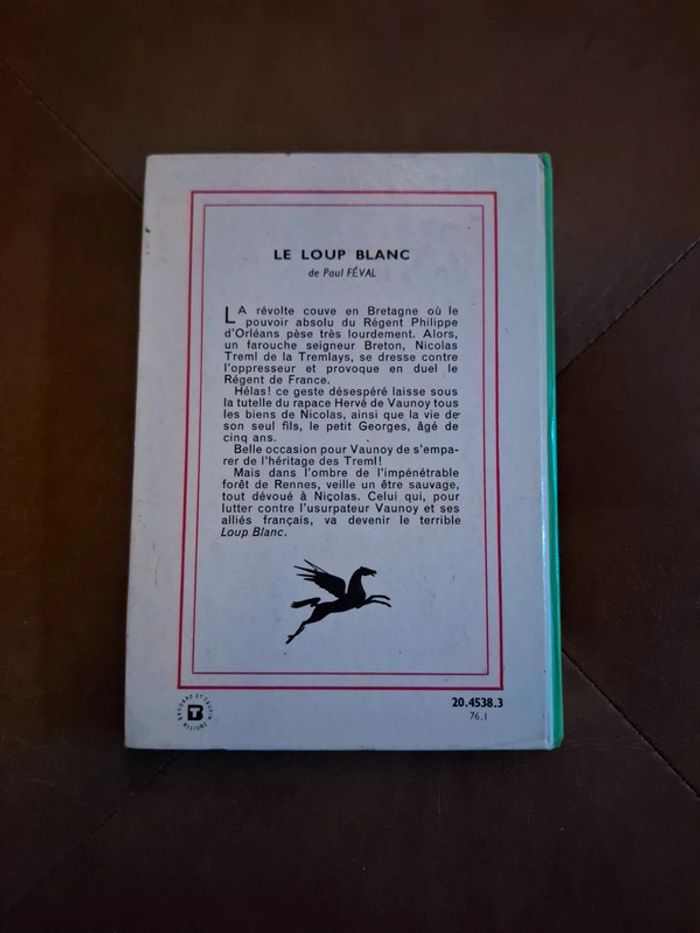 LE LOUP BLANC
de Paul FÉVAL
LA révolte couve en Bretagne où le
pouvoir absolu du Régent Philippe
d'Orléans pèse très lourdement. Alors,
un farouche seigneur Breton, Nicolas
Treml de la Tremlays, se dresse contre
l'oppresseur et provoque en duel le
Régent de France.
Hélas! ce geste désespéré laisse sous
la tutelle du rapace Hervé de Vaunoy tous
les biens de Nicolas, ainsi que la vie de
son seul fils, le petit Georges, âgé de
cinq ans.
Belle occasion pour Vaunoy de s'empa-
rer de l'héritage des Treml!
Mais dans l'ombre de l'impénétrable
forêt de Rennes, veille un être sauvage,
tout dévoué à Nicolas. Celui qui, pour
lutter contre l'usurpateur Vaunoy et ses
alliés français, va devenir le terrible
Loup Blanc.
20.4538.3
76.1
BRODARD ET TAUPIN
RELIURE